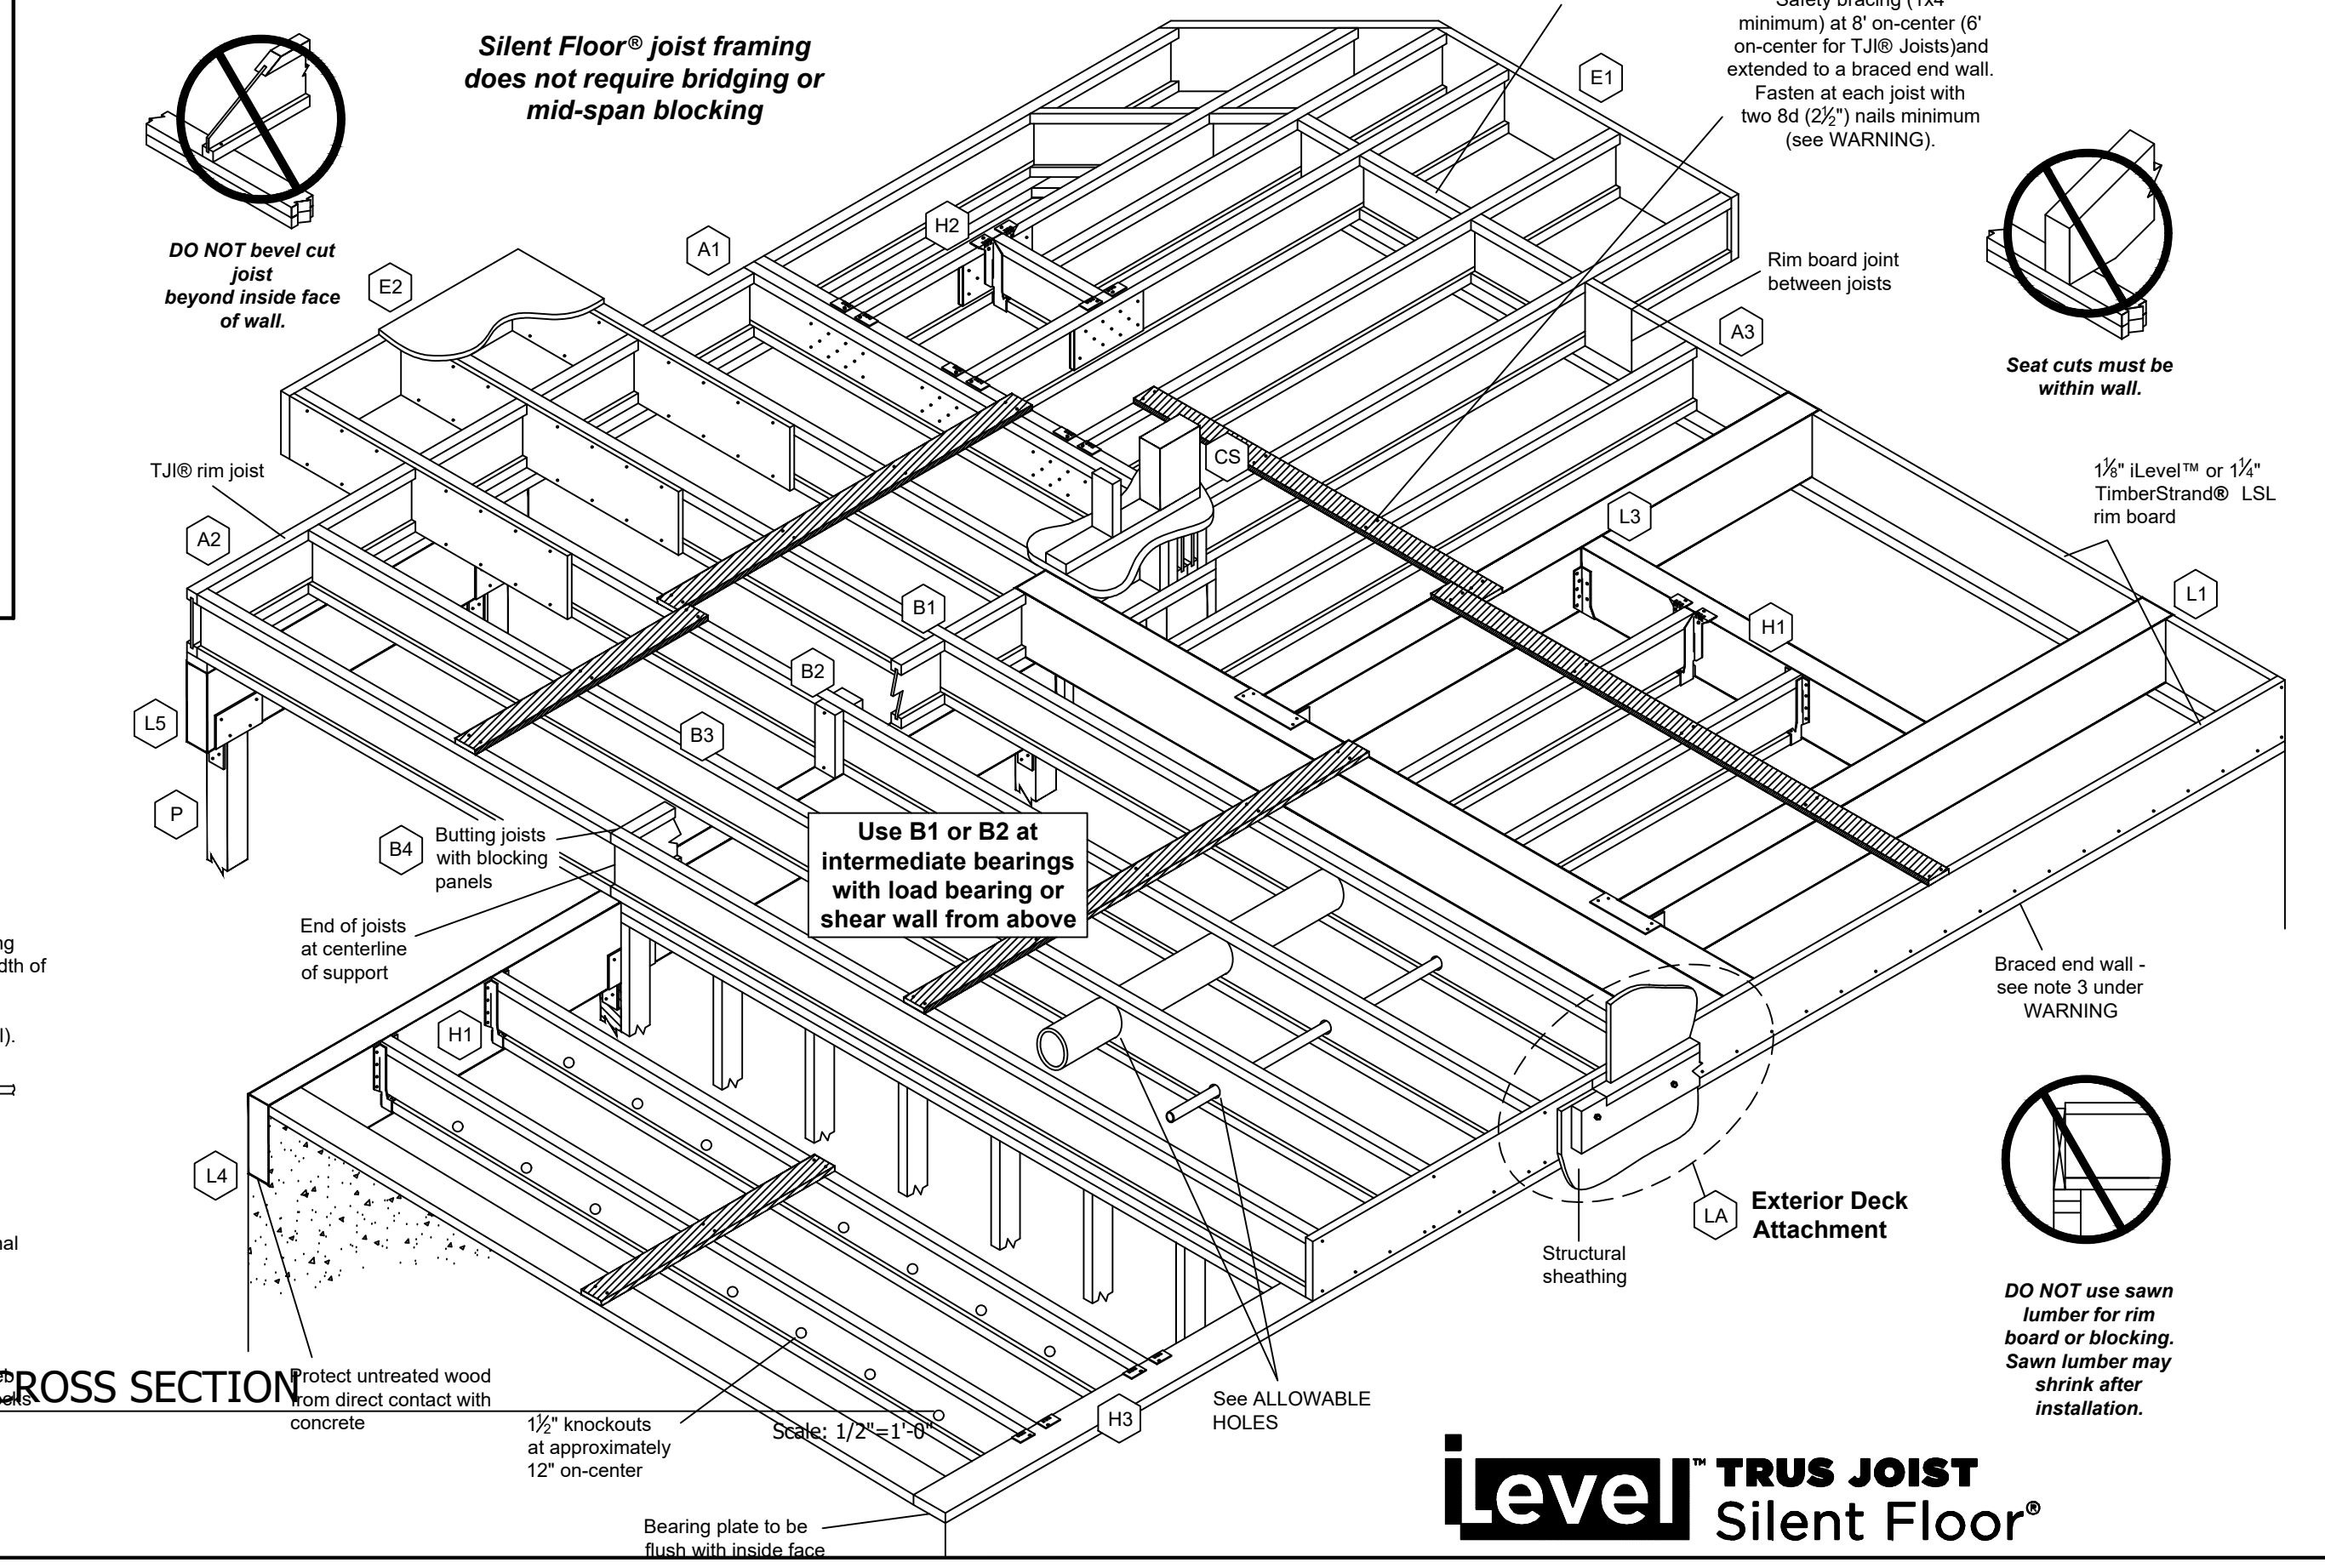 Silent Floor® joist framing
does not require bridging or
mid-span blocking
Safety bracing (1x4
minimum) at 8' on-center (6'
on-center for TJI® Joists)and
extended to a braced end wall.
Fasten at each joist with
two 8d (2½") nails minimum
(see WARNING).
E1
H2
A1
DO NOT bevel cut
joist
beyond inside face
of wall.
E2
Rim board joint
between joists
A3
Seat cuts must be
within wall.
TJI® rim joist
A2
CS
L3
1⅛" iLevel™ or 1¼"
TimberStrand® LSL
rim board
L1
B1
H1
B2
B3
L5
P
B4
Butting joists
with blocking
panels
Use B1 or B2 at
intermediate bearings
with load bearing or
shear wall from above
End of joists
at centerline
of support
Braced end wall -
see note 3 under
WARNING
H1
L4
LA
Exterior Deck
Attachment
Structural
sheathing
DO NOT use sawn
lumber for rim
board or blocking.
Sawn lumber may
shrink after
installation.
ROSS SECTION
Protect untreated wood
from direct contact with
concrete
1½" knockouts
at approximately
12" on-center
Scale: 1/2"=1'-0"
H3
See ALLOWABLE
HOLES
Bearing plate to be
flush with inside face
iLevel™ TRUS JOIST
Silent Floor®